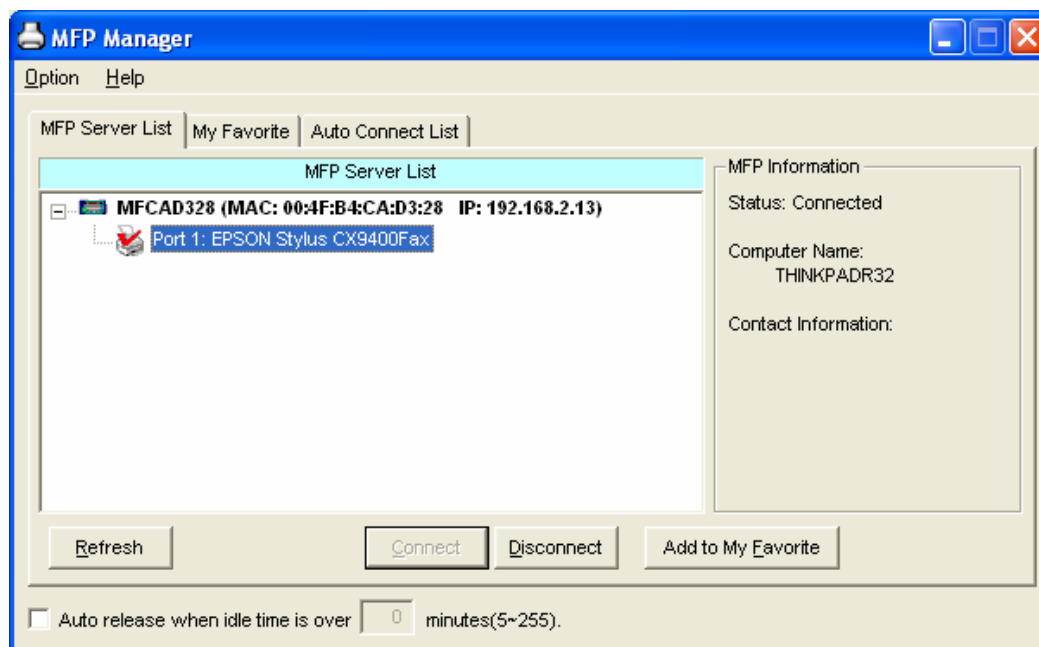 MFP Manager
Option Help
MFP Server List My Favorite Auto Connect List
MFP Server List
MFCAD328 (MAC: 00:4F:B4:CA:D3:28 IP: 192.168.2.13)
Port 1: EPSON Stylus CX9400Fax
MFP Information
Status: Connected
Computer Name:
THINKPADR32
Contact Information:
Refresh Connect Disconnect Add to My Favorite
Auto release when idle time is over 0 minutes(5~255).